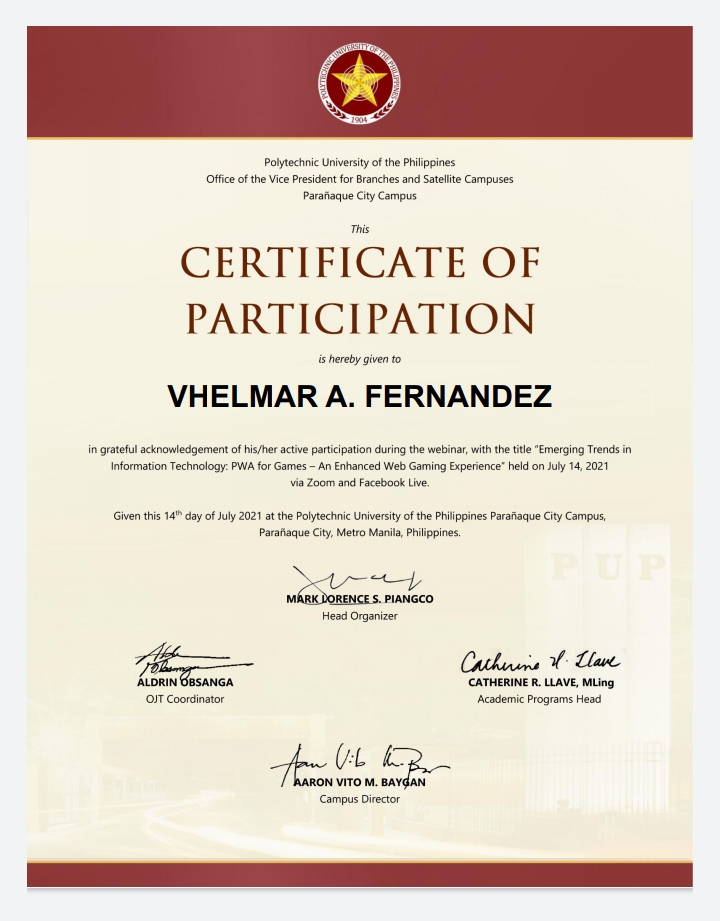 POLYTECHNIC UNIVERSITY OF THE PHILIPPINES
1904
Polytechnic University of the Philippines
Office of the Vice President for Branches and Satellite Campuses
Parañaque City Campus
This
CERTIFICATE OF
PARTICIPATION
is hereby given to
VHELMAR A. FERNANDEZ
in grateful acknowledgement of his/her active participation during the webinar, with the title “Emerging Trends in
Information Technology: PWA for Games – An Enhanced Web Gaming Experience” held on July 14, 2021
via Zoom and Facebook Live.
Given this 14th day of July 2021 at the Polytechnic University of the Philippines Parañaque City Campus,
Parañaque City, Metro Manila, Philippines.
PUP
MARK LORENCE S. PIANGCO
Head Organizer
Aldrin Obsanga
ALDRIN OBSANGA
OJT Coordinator
Catherine R. Llave
CATHERINE R. LLAVE, MLing
Academic Programs Head
Aaron Vito
AARON VITO M. BAYGAN
Campus Director